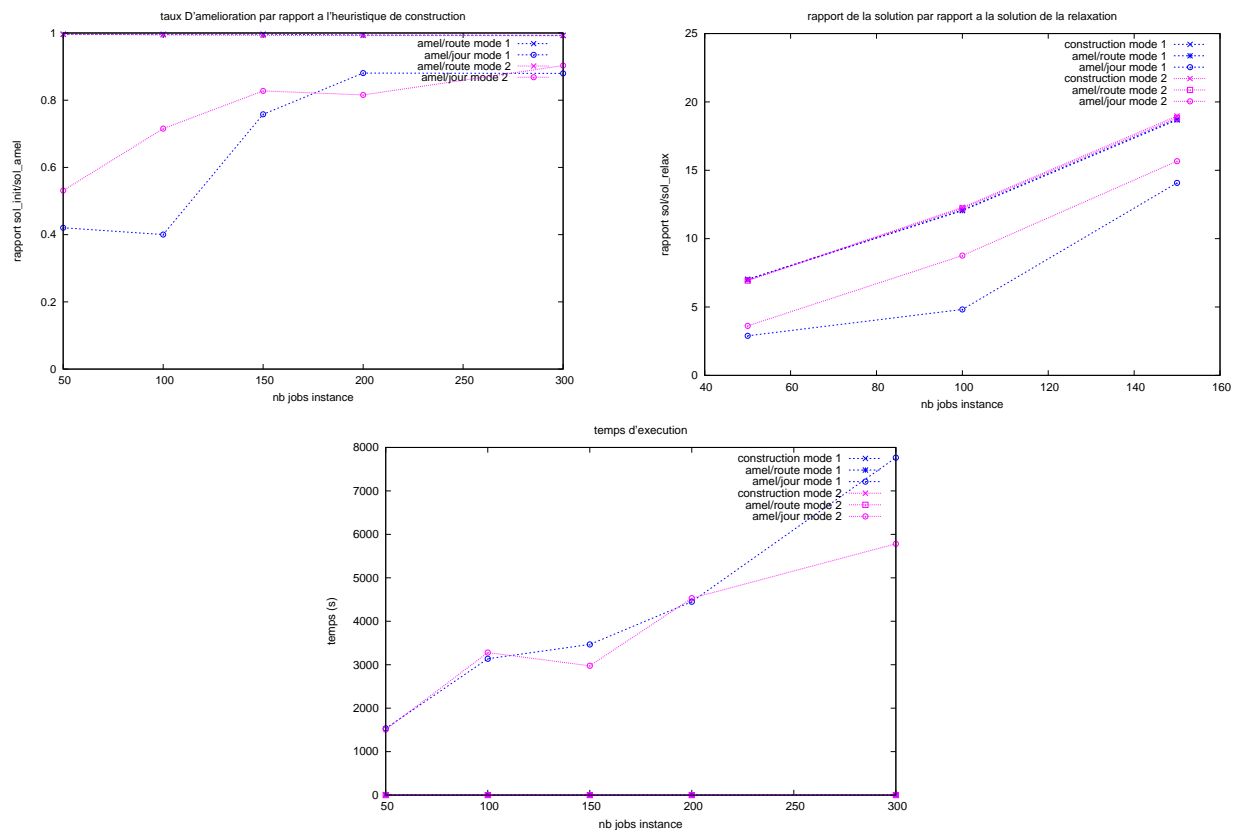 taux D'amelioration par rapport a l'heuristique de construction
1
0.8
0.6
0.4
0.2
0
rapport sol_init/sol_amel
amel/route mode 1
amel/jour mode 1
amel/route mode 2
amel/jour mode 2
50 100 150 200 250 300
nb jobs instance
rapport de la solution par rapport a la solution de la relaxation
25
20
15
10
5
0
rapport sol/sol_relax
construction mode 1
amel/route mode 1
amel/jour mode 1
construction mode 2
amel/route mode 2
amel/jour mode 2
40 60 80 100 120 140 160
nb jobs instance
temps d'execution
8000
7000
6000
5000
4000
3000
2000
1000
0
temps (s)
construction mode 1
amel/route mode 1
amel/jour mode 1
construction mode 2
amel/route mode 2
amel/jour mode 2
50 100 150 200 250 300
nb jobs instance